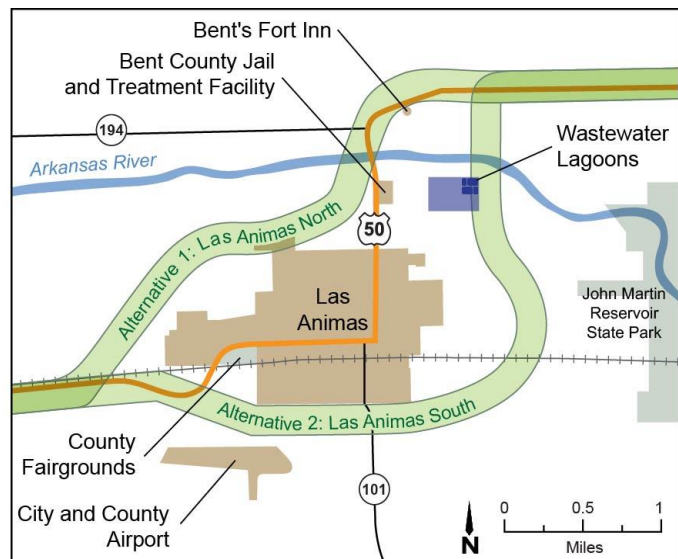 Bent's Fort Inn
Bent County Jail
and Treatment Facility
194
Wastewater
Lagoons
Arkansas River
50
Alternative 1: Las Animas North
Las
Animas
John Martin
Reservoir
State Park
Alternative 2: Las Animas South
County
Fairgrounds
City and County
Airport
101
N
0 0.5 1
Miles